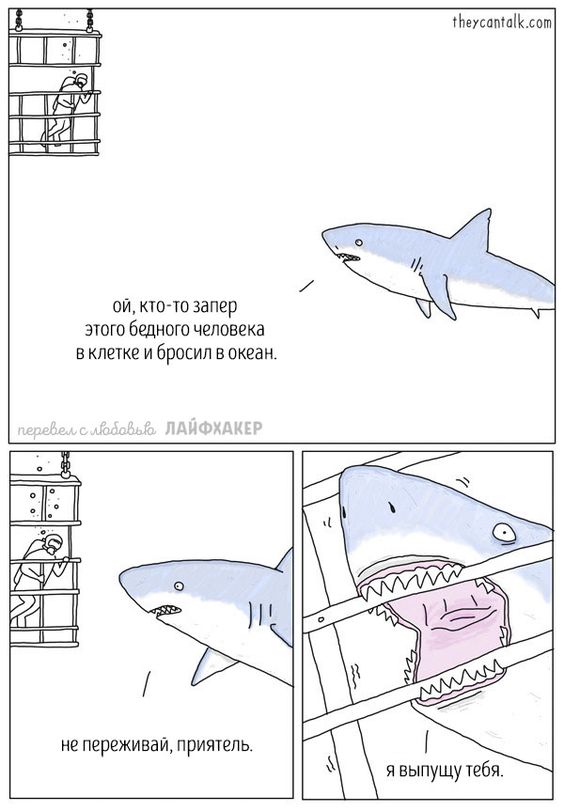 theycantalk.com
ой, кто-то запер
этого бедного человека
в клетке и бросил в океан.
перевел с любовью ЛАЙФХАКЕР
не переживай, приятель.
я выпущу тебя.